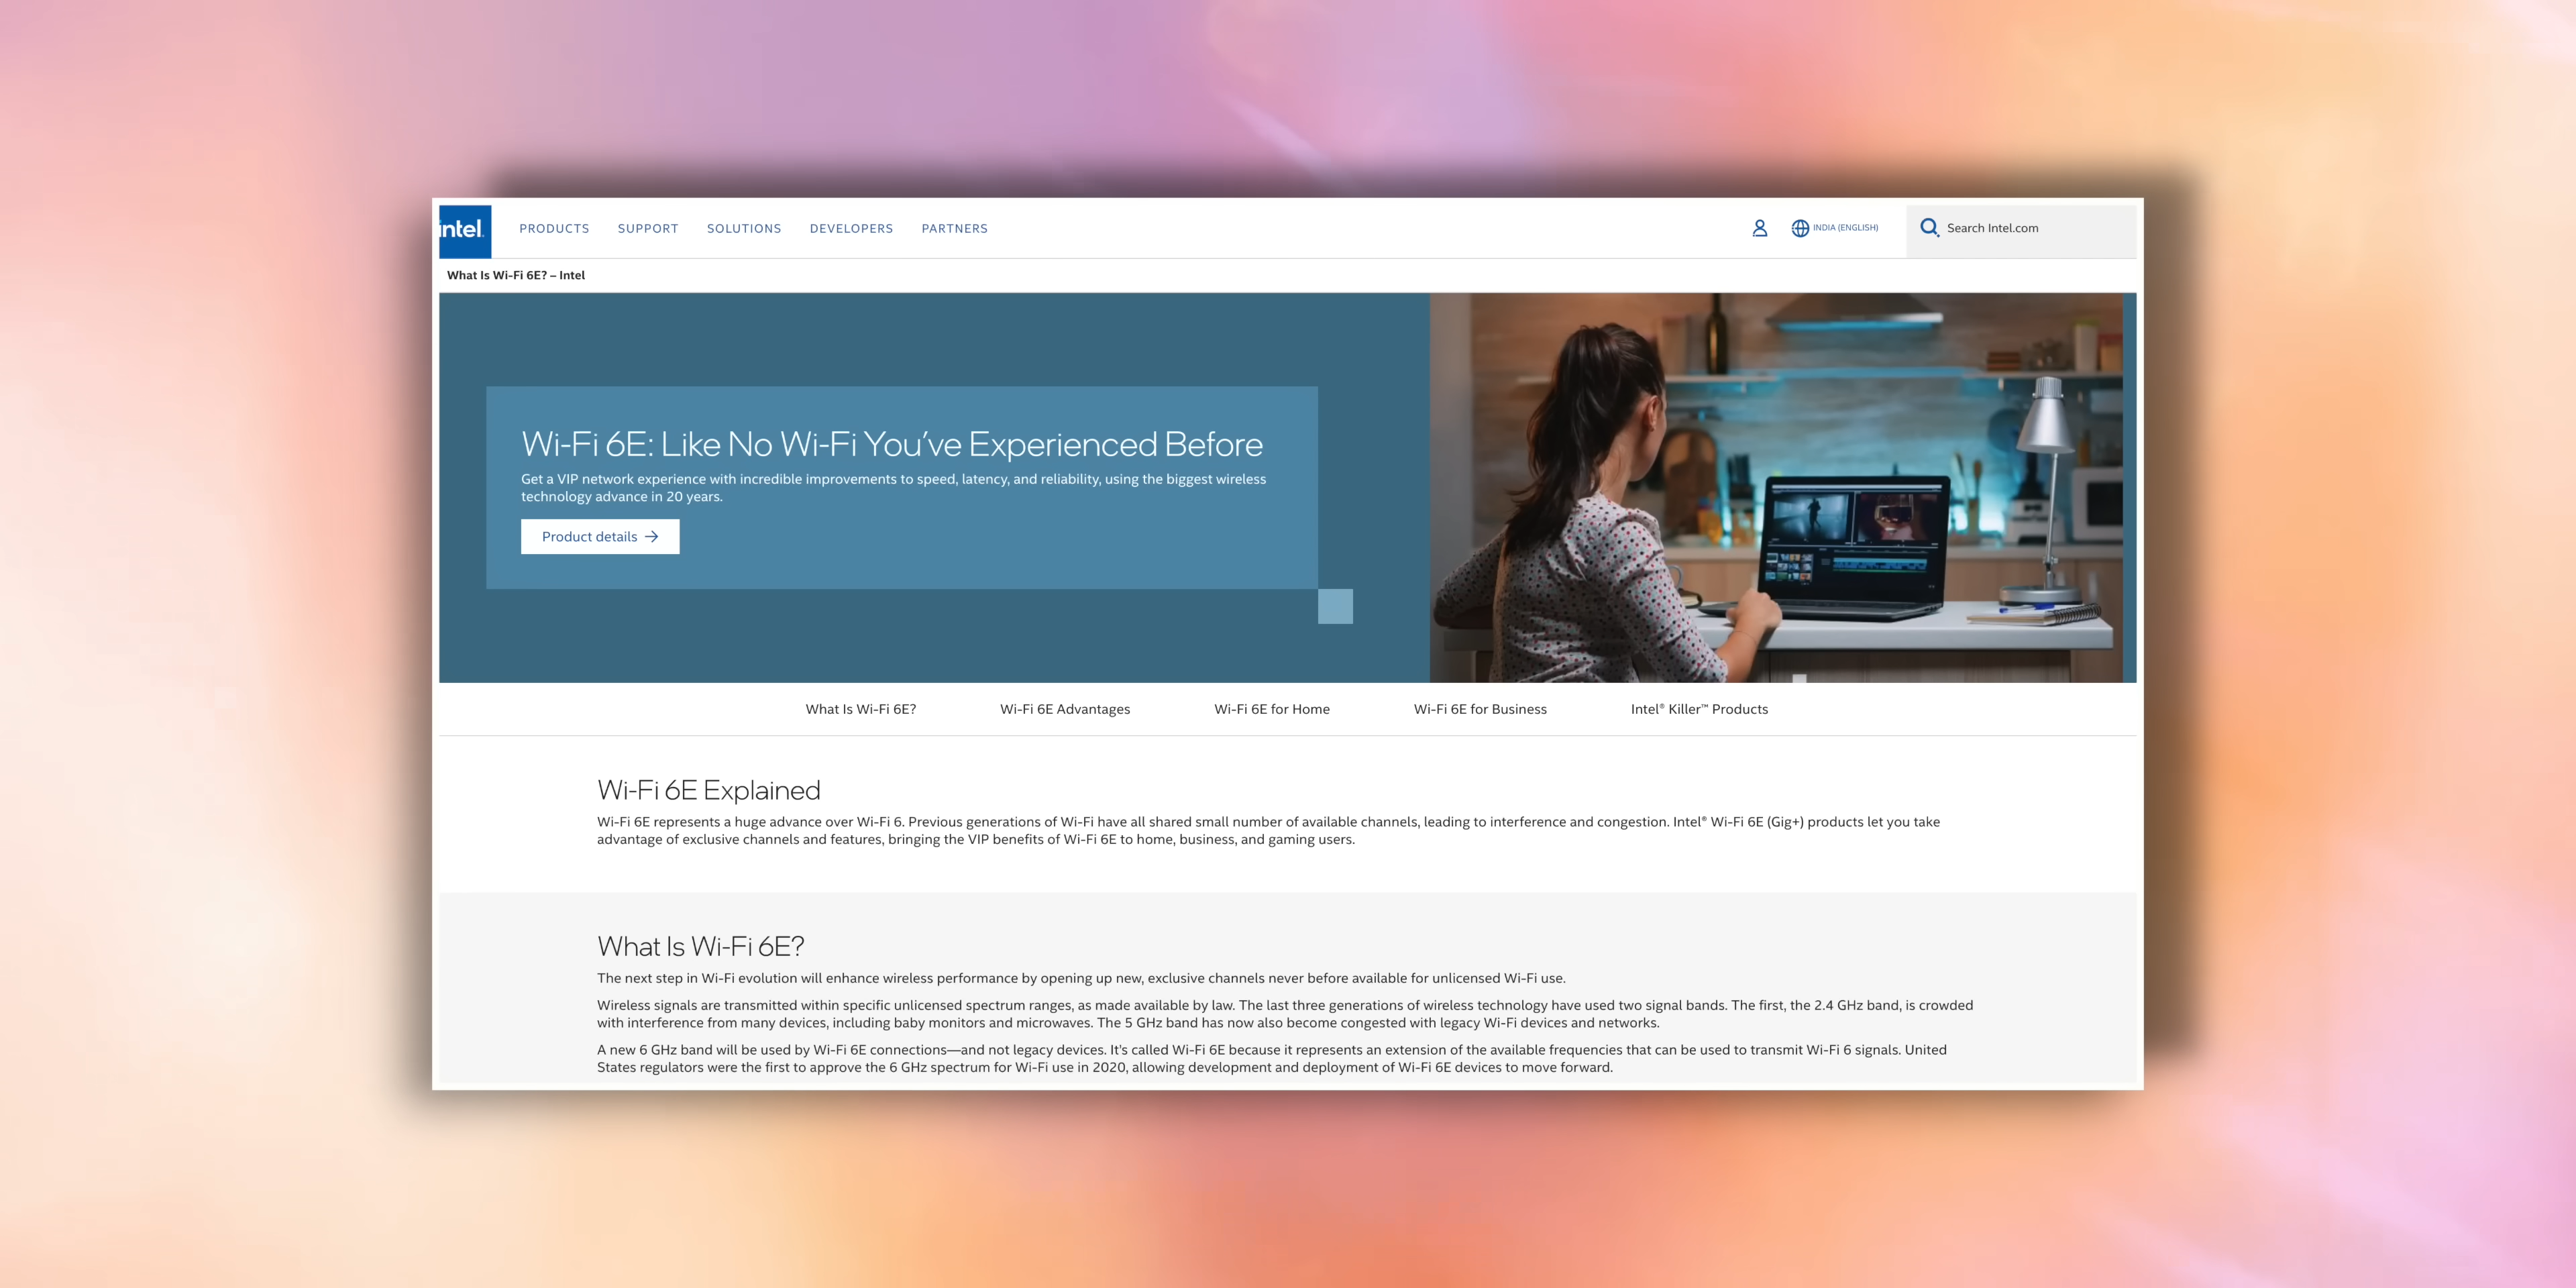 intel.
PRODUCTS SUPPORT SOLUTIONS DEVELOPERS PARTNERS
INDIA (ENGLISH)
Search Intel.com
What Is Wi-Fi 6E? – Intel
Wi-Fi 6E: Like No Wi-Fi You’ve Experienced Before
Get a VIP network experience with incredible improvements to speed, latency, and reliability, using the biggest wireless
technology advance in 20 years.
Product details →
What Is Wi-Fi 6E? Wi-Fi 6E Advantages Wi-Fi 6E for Home Wi-Fi 6E for Business Intel® Killer™ Products
Wi-Fi 6E Explained
Wi-Fi 6E represents a huge advance over Wi-Fi 6. Previous generations of Wi-Fi have all shared small number of available channels, leading to interference and congestion. Intel® Wi-Fi 6E (Gig+) products let you take
advantage of exclusive channels and features, bringing the VIP benefits of Wi-Fi 6E to home, business, and gaming users.
What Is Wi-Fi 6E?
The next step in Wi-Fi evolution will enhance wireless performance by opening up new, exclusive channels never before available for unlicensed Wi-Fi use.
Wireless signals are transmitted within specific unlicensed spectrum ranges, as made available by law. The last three generations of wireless technology have used two signal bands. The first, the 2.4 GHz band, is crowded
with interference from many devices, including baby monitors and microwaves. The 5 GHz band has now also become congested with legacy Wi-Fi devices and networks.
A new 6 GHz band will be used by Wi-Fi 6E connections—and not legacy devices. It’s called Wi-Fi 6E because it represents an extension of the available frequencies that can be used to transmit Wi-Fi 6 signals. United
States regulators were the first to approve the 6 GHz spectrum for Wi-Fi use in 2020, allowing development and deployment of Wi-Fi 6E devices to move forward.